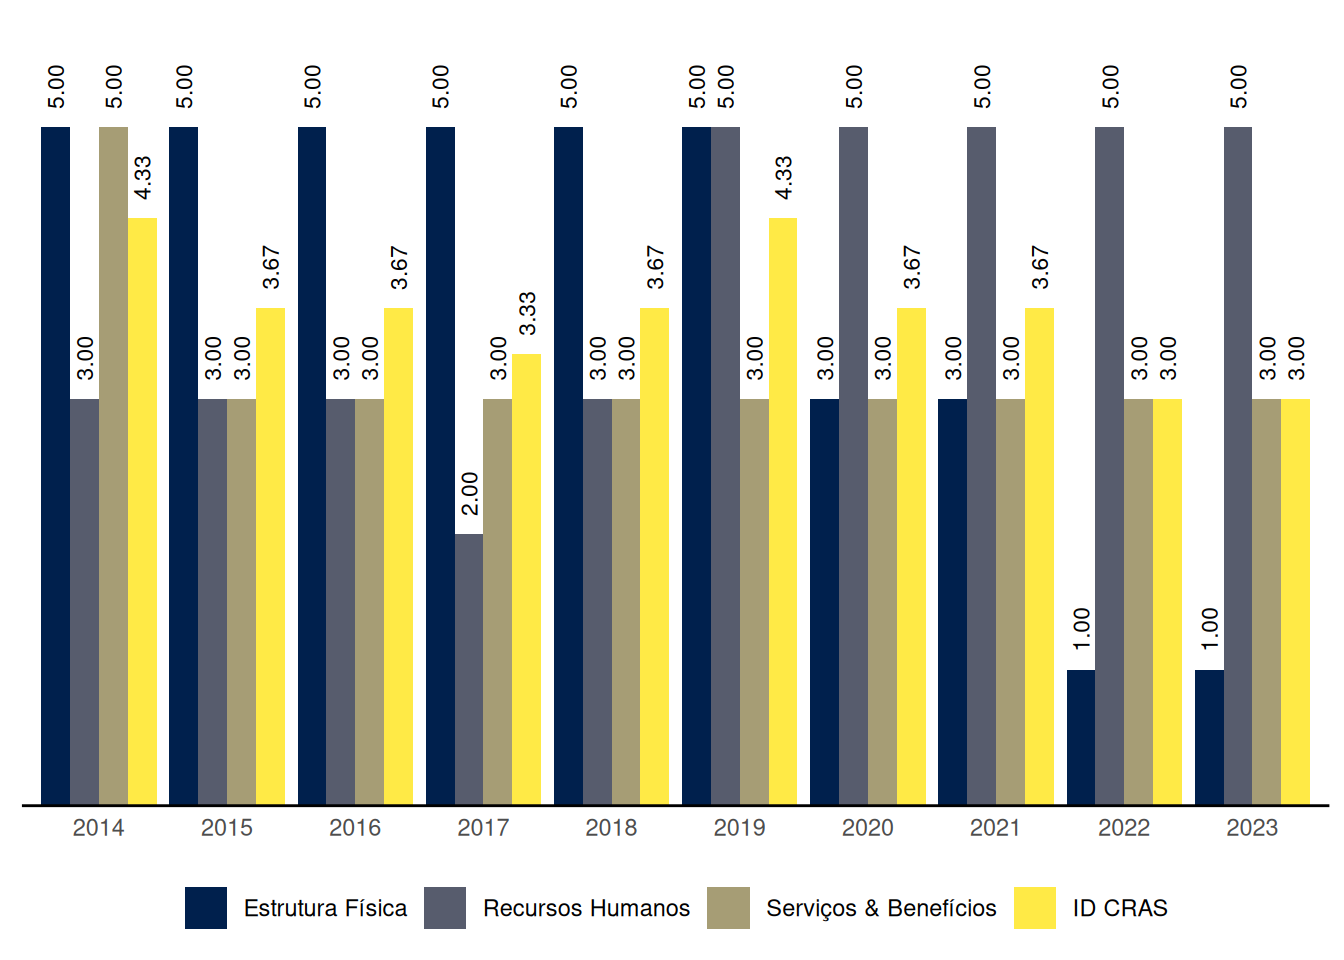 5.00 3.00 5.00 4.33 5.00 3.00 3.00 3.67 5.00 3.00 3.00 3.67 5.00 2.00 3.00 3.33 5.00 3.00 3.00 3.67 5.00 5.00 3.00 4.33 3.00 5.00 3.00 3.67 3.00 5.00 3.00 3.67 1.00 5.00 3.00 3.00 1.00 5.00 3.00 3.00
2014 2015 2016 2017 2018 2019 2020 2021 2022 2023
Estrutura Física Recursos Humanos Serviços & Benefícios ID CRAS